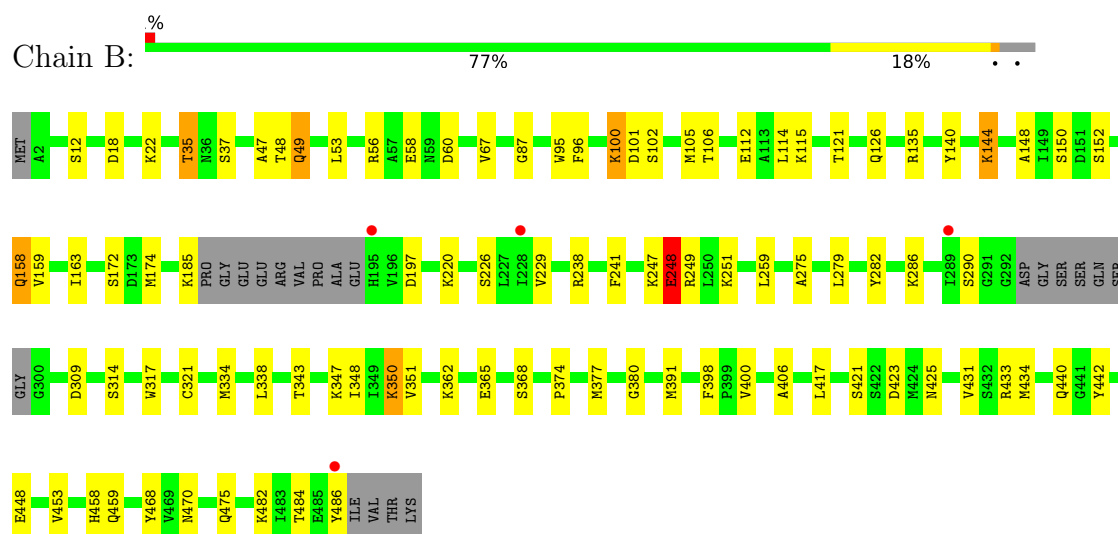 .%
Chain B:
77% 18% • •
MET A2 S12 D18 K22 T35 N36 S37 A47 T48 Q49 L53 R56 A57 E58 N59 D60 V67 G87 W95 F96 K100 D101 S102 M105 T106 E112 A113 L114 K115 T121 Q126 R135 Y140 K144 A148 I149 S150 D151 S152
Q158 V159 I163 S172 D173 M174 K185 PRO GLY GLU GLU ARG VAL PRO ALA GLU H195 V196 D197 K220 S226 L227 I228 V229 R238 F241 K247 E248 R249 L250 K251 L259 A275 L279 Y282 K286 I289 S290 G291 G292 ASP GLY SER SER GLN SER
GLY G300 D309 S314 W317 C321 M334 L338 T343 K347 I348 I349 K350 V351 K362 E365 S368 P374 M377 G380 M391 F398 P399 V400 A406 L417 S421 S422 D423 M424 N425 V431 S432 R433 M434 Q440 G441 Y442
E448 V453 H458 Q459 Y468 V469 N470 Q475 K482 I483 T484 E485 Y486 ILE VAL THR LYS